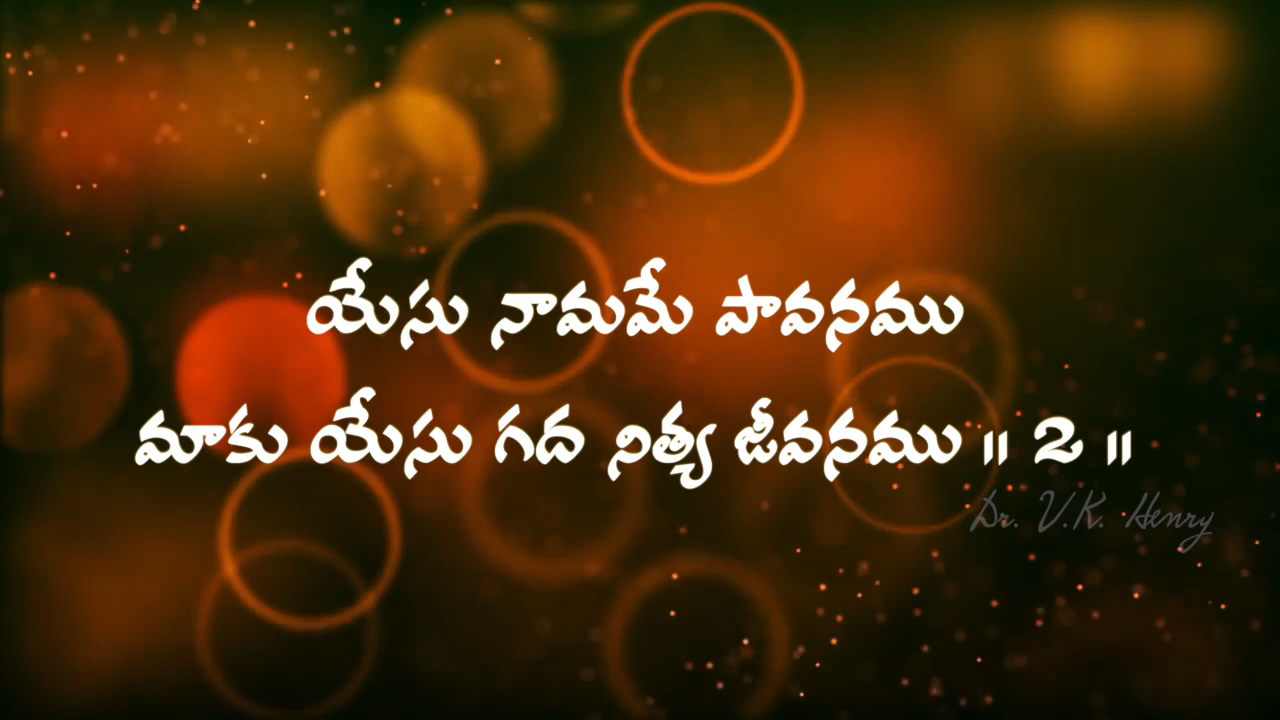 యేసు నామమే పావనము
మాకు యేసు గద నిత్య జీవనము || 2 ||
Dr. V.K. Henry